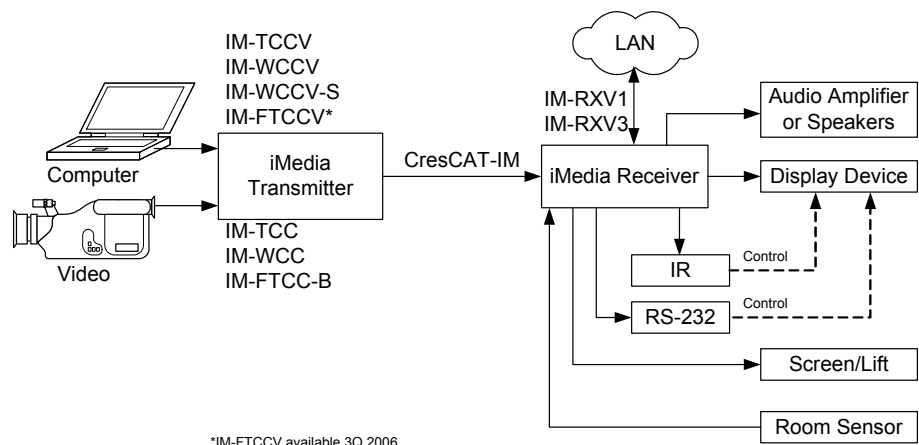 IM-TCCV
IM-WCCV
IM-WCCV-S
IM-FTCCV*
LAN
IM-RXV1
IM-RXV3
Audio Amplifier
or Speakers
Computer
iMedia
Transmitter
CresCAT-IM
iMedia Receiver
Display Device
Video
IM-TCC
IM-WCC
IM-FTCC-B
IR
Control
RS-232
Control
Screen/Lift
Room Sensor
*IM-FTCCV available 3Q 2006